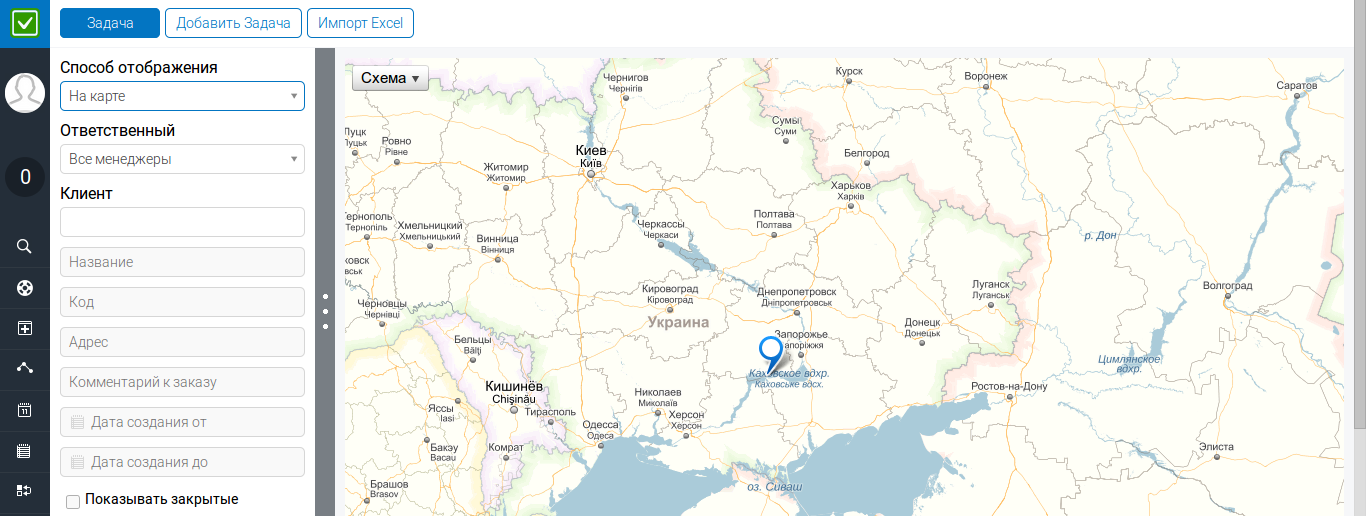 Задача
Добавить Задача
Импорт Excel
Способ отображения
На карте
Ответственный
Все менеджеры
0
Клиент
Название
Код
Адрес
Комментарий к заказу
11
Дата создания от
Дата создания до
Показывать закрытые
Схема
Чернигов
Чернігів
Курск
Воронеж
Саратов
Сумы
Суми
Луцк
Луцьк
Ровно
Рівне
Киев
Київ
Белгород
Житомир
Житомир
Харьков
Харків
Тернополь
Тернопіль
Хмельницкий
Хмельницький
Черкассы
Черкаси
Полтава
Полтава
Винница
Вінниця
р. Дон
Кировоград
Кіровоград
Днепропетровск
Дніпропетровськ
Луганск
Луганськ
Волгоград
Черновцы
Чернівці
Украина
Запорожье
Донецк
Донецьк
Бельцы
Bălţi
Каховское вдхр.
Каховське вдсх.
Цимлянское
вдхр.
Кишинёв
Chişinău
Николаев
Миколаїв
Ростов-на-Дону
Яссы
Iasi
Тирасполь
Херсон
Херсон
Одесса
Одеса
Бакэу
Bacau
Комрат
Элиста
Брашов
Brasov
оз. Сиваш